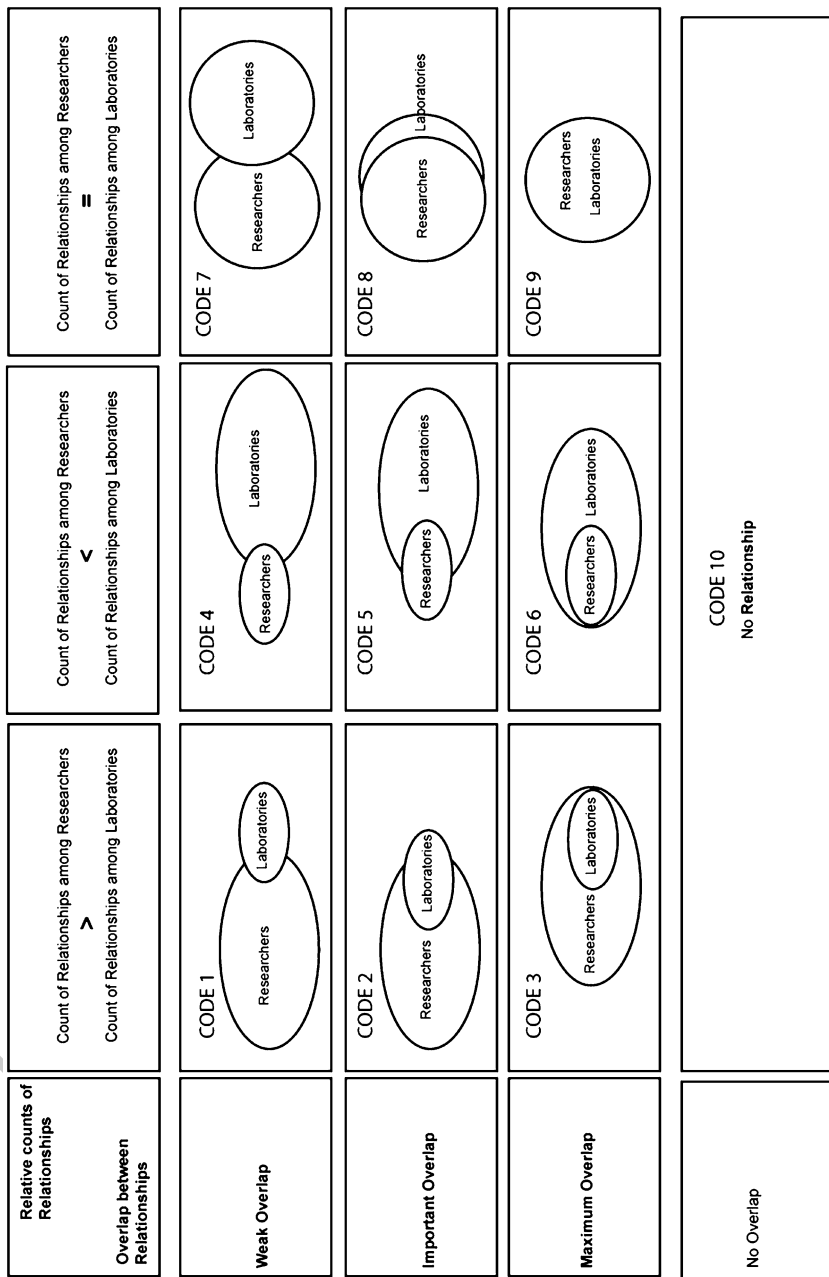 Relative counts of
Relationships
Overlap between
Relationships
Count of Relationships among Researchers
>
Count of Relationships among Laboratories
Count of Relationships among Researchers
<
Count of Relationships among Laboratories
Count of Relationships among Researchers
=
Count of Relationships among Laboratories
Weak Overlap
CODE 1
Researchers
Laboratories
CODE 4
Researchers
Laboratories
CODE 7
Researchers
Laboratories
Important Overlap
CODE 2
Researchers
Laboratories
CODE 5
Researchers
Laboratories
CODE 8
Researchers
Laboratories
Maximum Overlap
CODE 3
Researchers
Laboratories
CODE 6
Researchers
Laboratories
CODE 9
Researchers
Laboratories
No Overlap
CODE 10
No Relationship